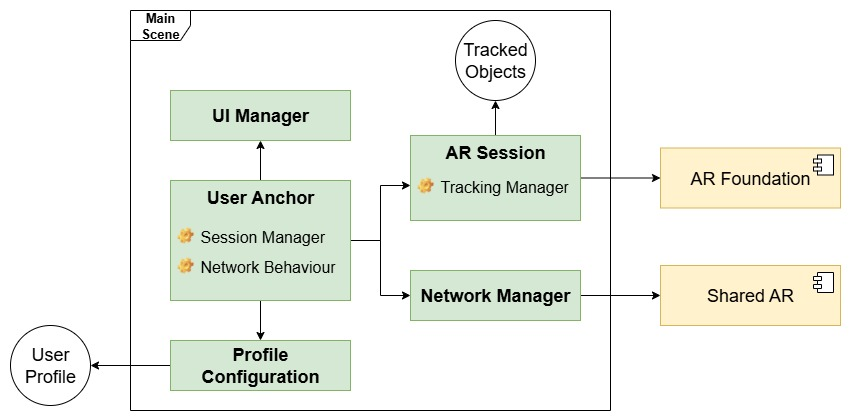 Main
Scene
Tracked
Objects
UI Manager
AR Session
Tracking Manager
AR Foundation
User Anchor
Session Manager
Network Behaviour
Network Manager
Shared AR
User
Profile
Profile
Configuration